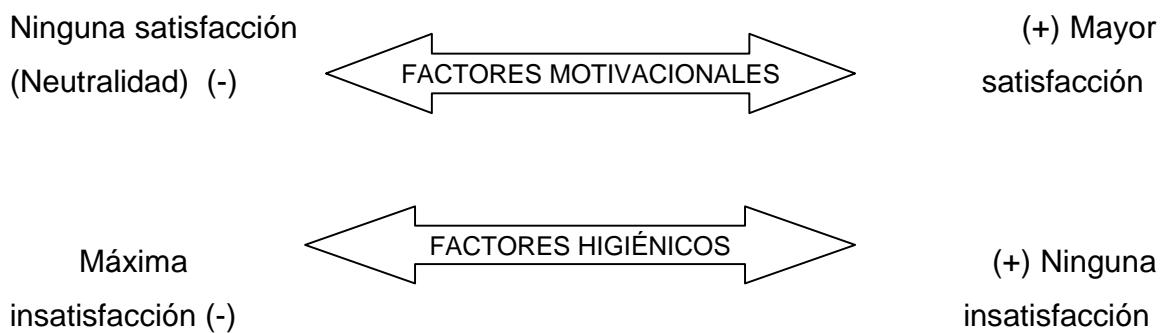 Ninguna satisfacción
(Neutralidad) (-)
FACTORES MOTIVACIONALES
(+) Mayor
satisfacción
Máxima
insatisfacción (-)
FACTORES HIGIÉNICOS
(+) Ninguna
insatisfacción